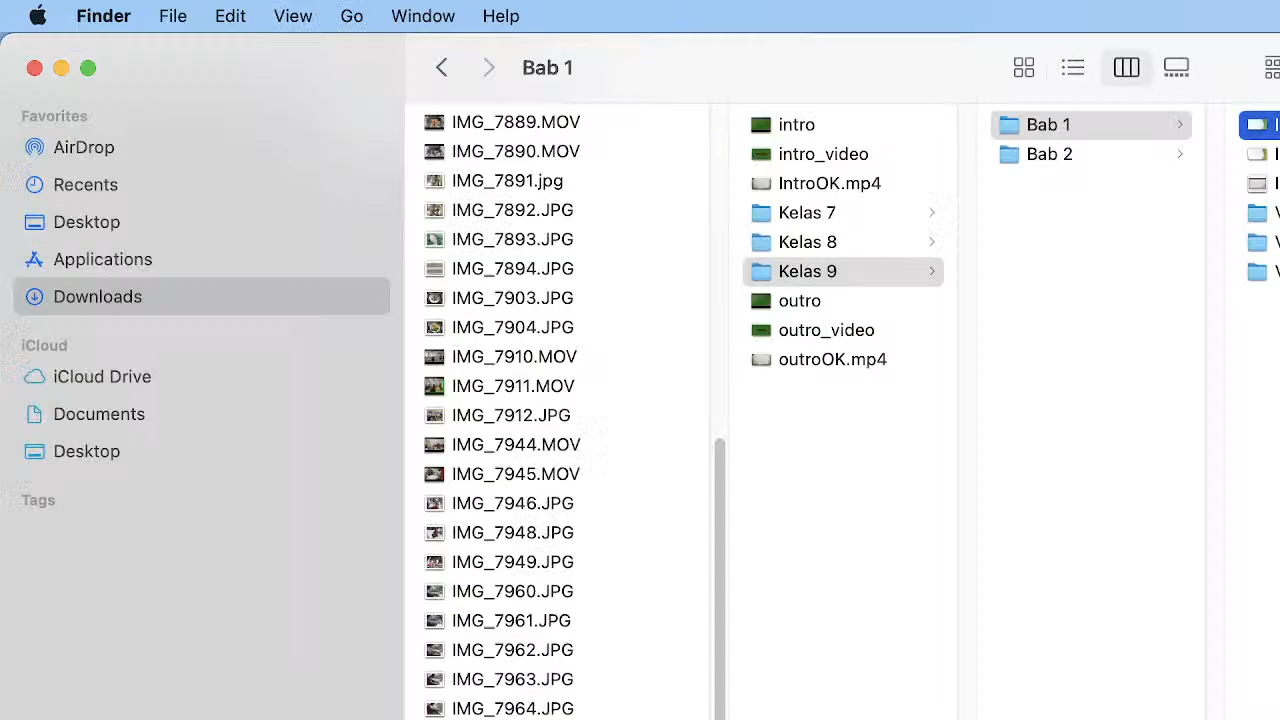 Finder File Edit View Go Window Help
Bab 1
Favorites
AirDrop
Recents
Desktop
Applications
Downloads
iCloud
iCloud Drive
Documents
Desktop
Tags
IMG_7889.MOV
IMG_7890.MOV
IMG_7891.jpg
IMG_7892.JPG
IMG_7893.JPG
IMG_7894.JPG
IMG_7903.JPG
IMG_7904.JPG
IMG_7910.MOV
IMG_7911.MOV
IMG_7912.JPG
IMG_7944.MOV
IMG_7945.MOV
IMG_7946.JPG
IMG_7948.JPG
IMG_7949.JPG
IMG_7960.JPG
IMG_7961.JPG
IMG_7962.JPG
IMG_7963.JPG
IMG_7964.JPG
intro
intro_video
IntroOK.mp4
Kelas 7
Kelas 8
Kelas 9
outro
outro_video
outroOK.mp4
Bab 1
Bab 2